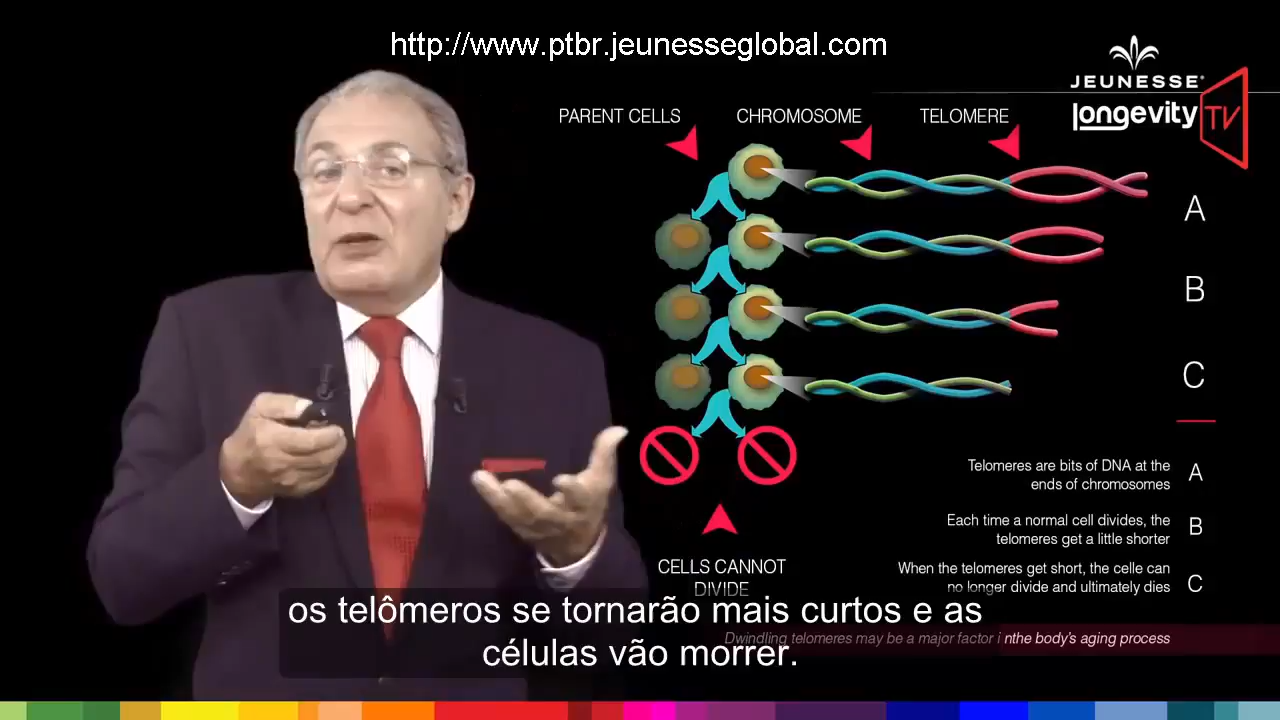 http://www.ptbr.jeunesseglobal.com
JEUNESSE
longevity TV
PARENT CELLS
CHROMOSOME
TELOMERE
A
B
C
Telomeres are bits of DNA at the
ends of chromosomes
A
Each time a normal cell divides, the
telomeres get a little shorter
B
When the telomeres get short, the celle can
no longer divide and ultimately dies
C
CELLS CANNOT
DIVIDE
os telômeros se tornarão mais curtos e as
células vão morrer.
Dwindling telomeres may be a major factor i nthe body's aging process